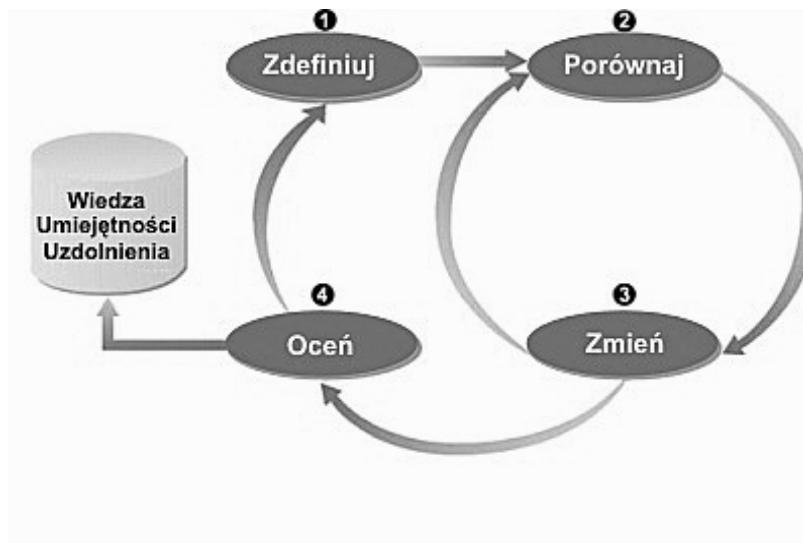 1
2
Zdefiniuj
Porównaj
Wiedza
Umiejętności
Uzdolnienia
4
3
Oceń
Zmień